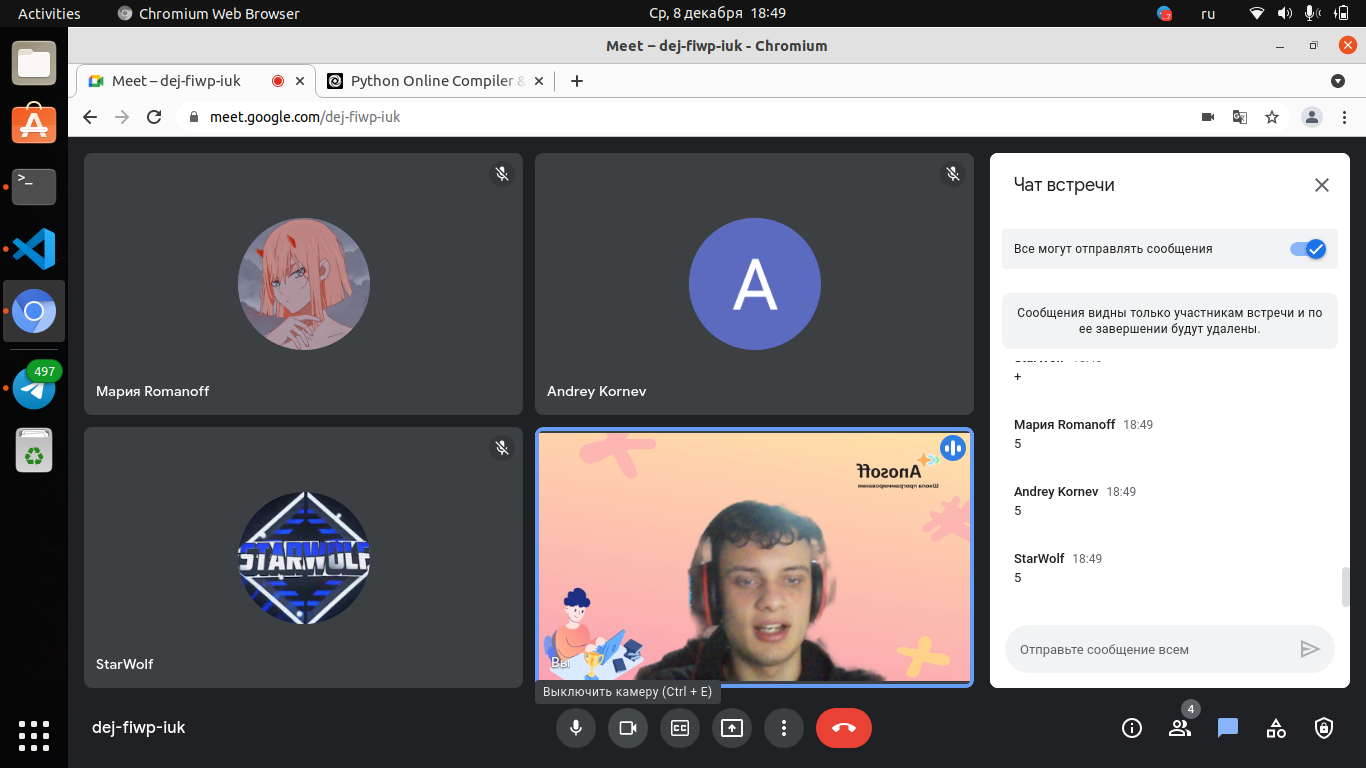 Activities
Chromium Web Browser
Ср, 8 декабря 18:49
ru
Meet – dej-fiwp-iuk - Chromium
Meet – dej-fiwp-iuk
Python Online Compiler &
meet.google.com/dej-fiwp-iuk
>_
497
Мария Romanoff
A
Andrey Kornev
STARWOLF
StarWolf
Anosoff
Школа программирования
Вы
Выключить камеру (Ctrl + E)
Чат встречи
Все могут отправлять сообщения
Сообщения видны только участникам встречи и по
ее завершении будут удалены.
+
Мария Romanoff 18:49
5
Andrey Kornev 18:49
5
StarWolf 18:49
5
Отправьте сообщение всем
dej-fiwp-iuk
4